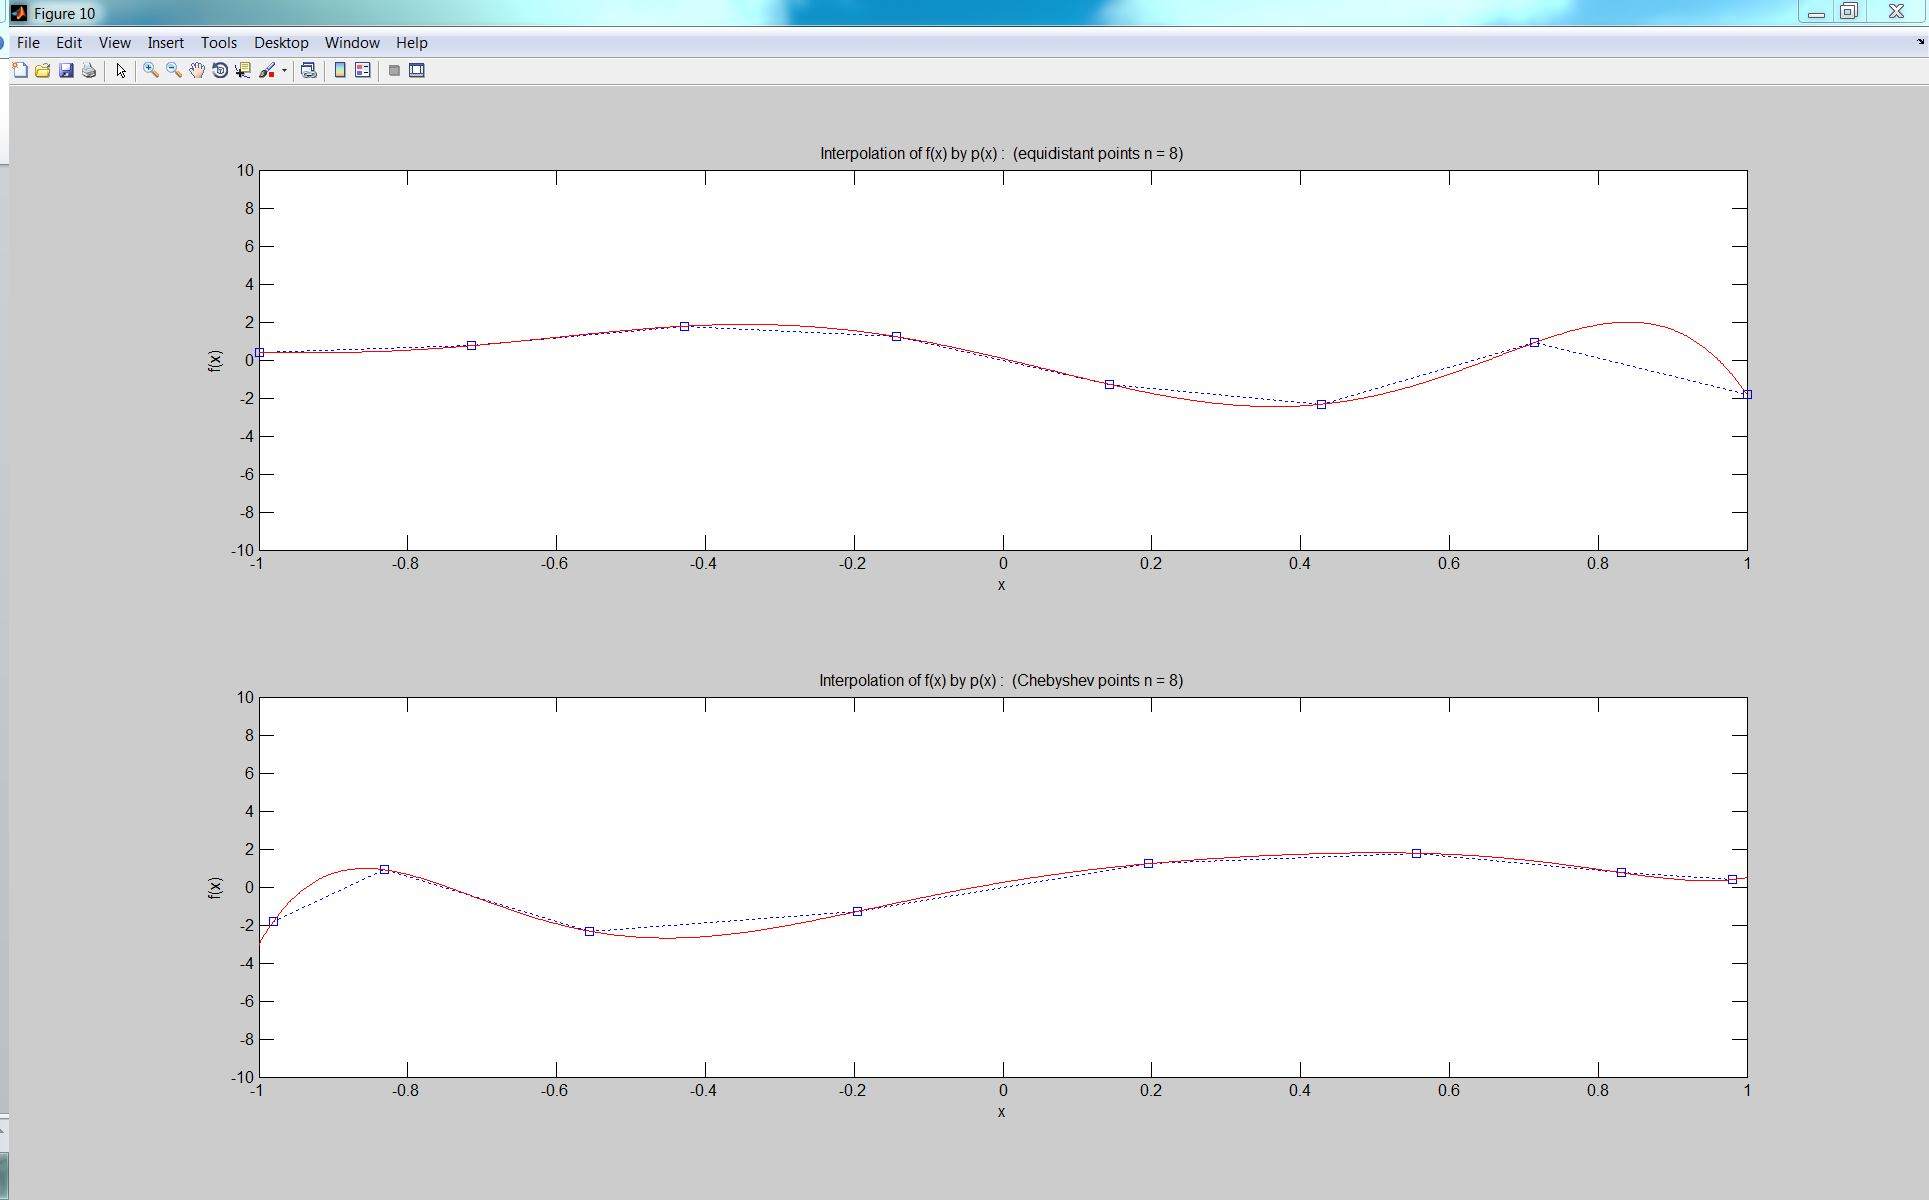 Figure 10
File Edit View Insert Tools Desktop Window Help
Interpolation of f(x) by p(x) : (equidistant points n = 8)
10
8
6
4
2
0
-2
-4
-6
-8
-10
f(x)
-1 -0.8 -0.6 -0.4 -0.2 0 0.2 0.4 0.6 0.8 1
x
Interpolation of f(x) by p(x) : (Chebyshev points n = 8)
10
8
6
4
2
0
-2
-4
-6
-8
-10
f(x)
-1 -0.8 -0.6 -0.4 -0.2 0 0.2 0.4 0.6 0.8 1
x